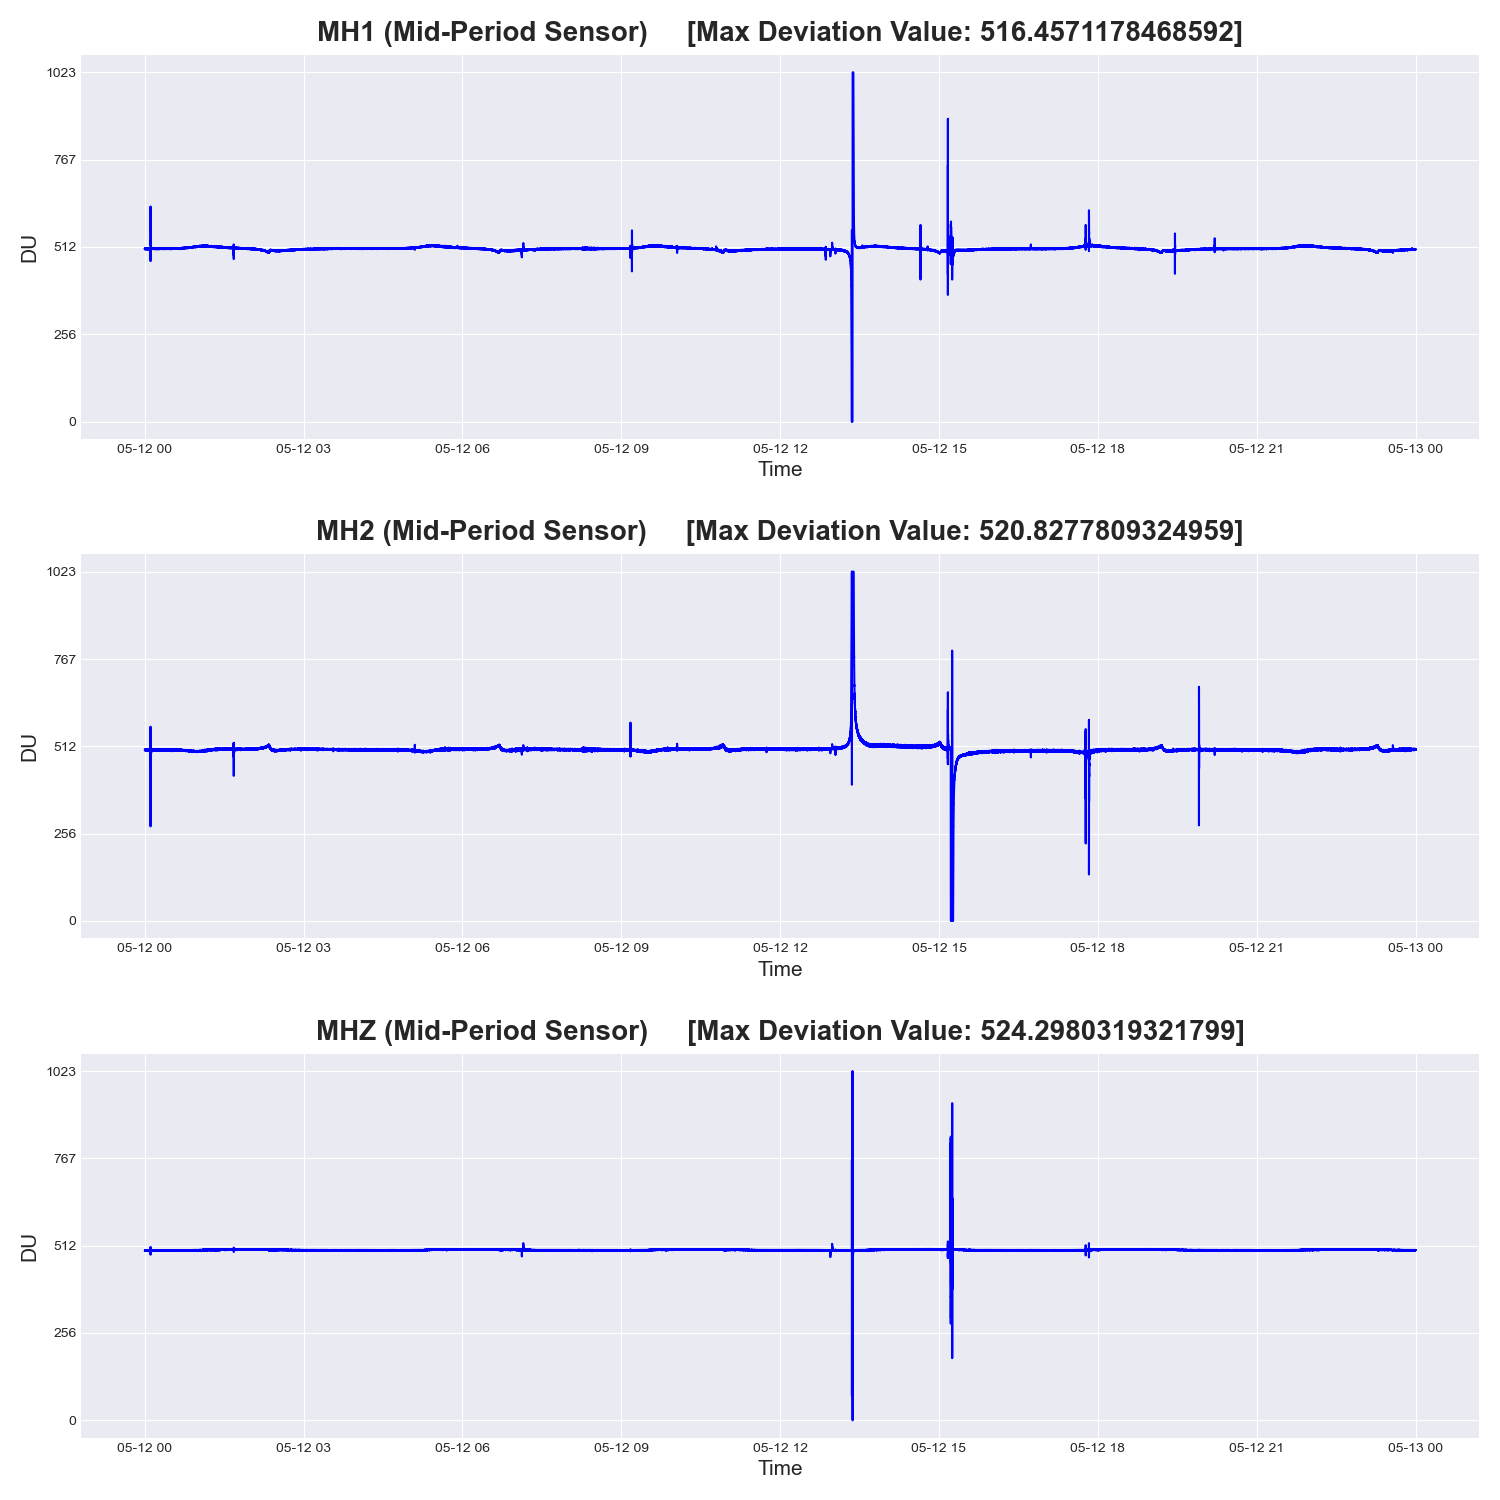 MH1 (Mid-Period Sensor) [Max Deviation Value: 516.4571178468592]
1023
767
512
256
0
DU
05-12 00 05-12 03 05-12 06 05-12 09 05-12 12 05-12 15 05-12 18 05-12 21 05-13 00
Time
MH2 (Mid-Period Sensor) [Max Deviation Value: 520.8277809324959]
1023
767
512
256
0
DU
05-12 00 05-12 03 05-12 06 05-12 09 05-12 12 05-12 15 05-12 18 05-12 21 05-13 00
Time
MHZ (Mid-Period Sensor) [Max Deviation Value: 524.2980319321799]
1023
767
512
256
0
DU
05-12 00 05-12 03 05-12 06 05-12 09 05-12 12 05-12 15 05-12 18 05-12 21 05-13 00
Time